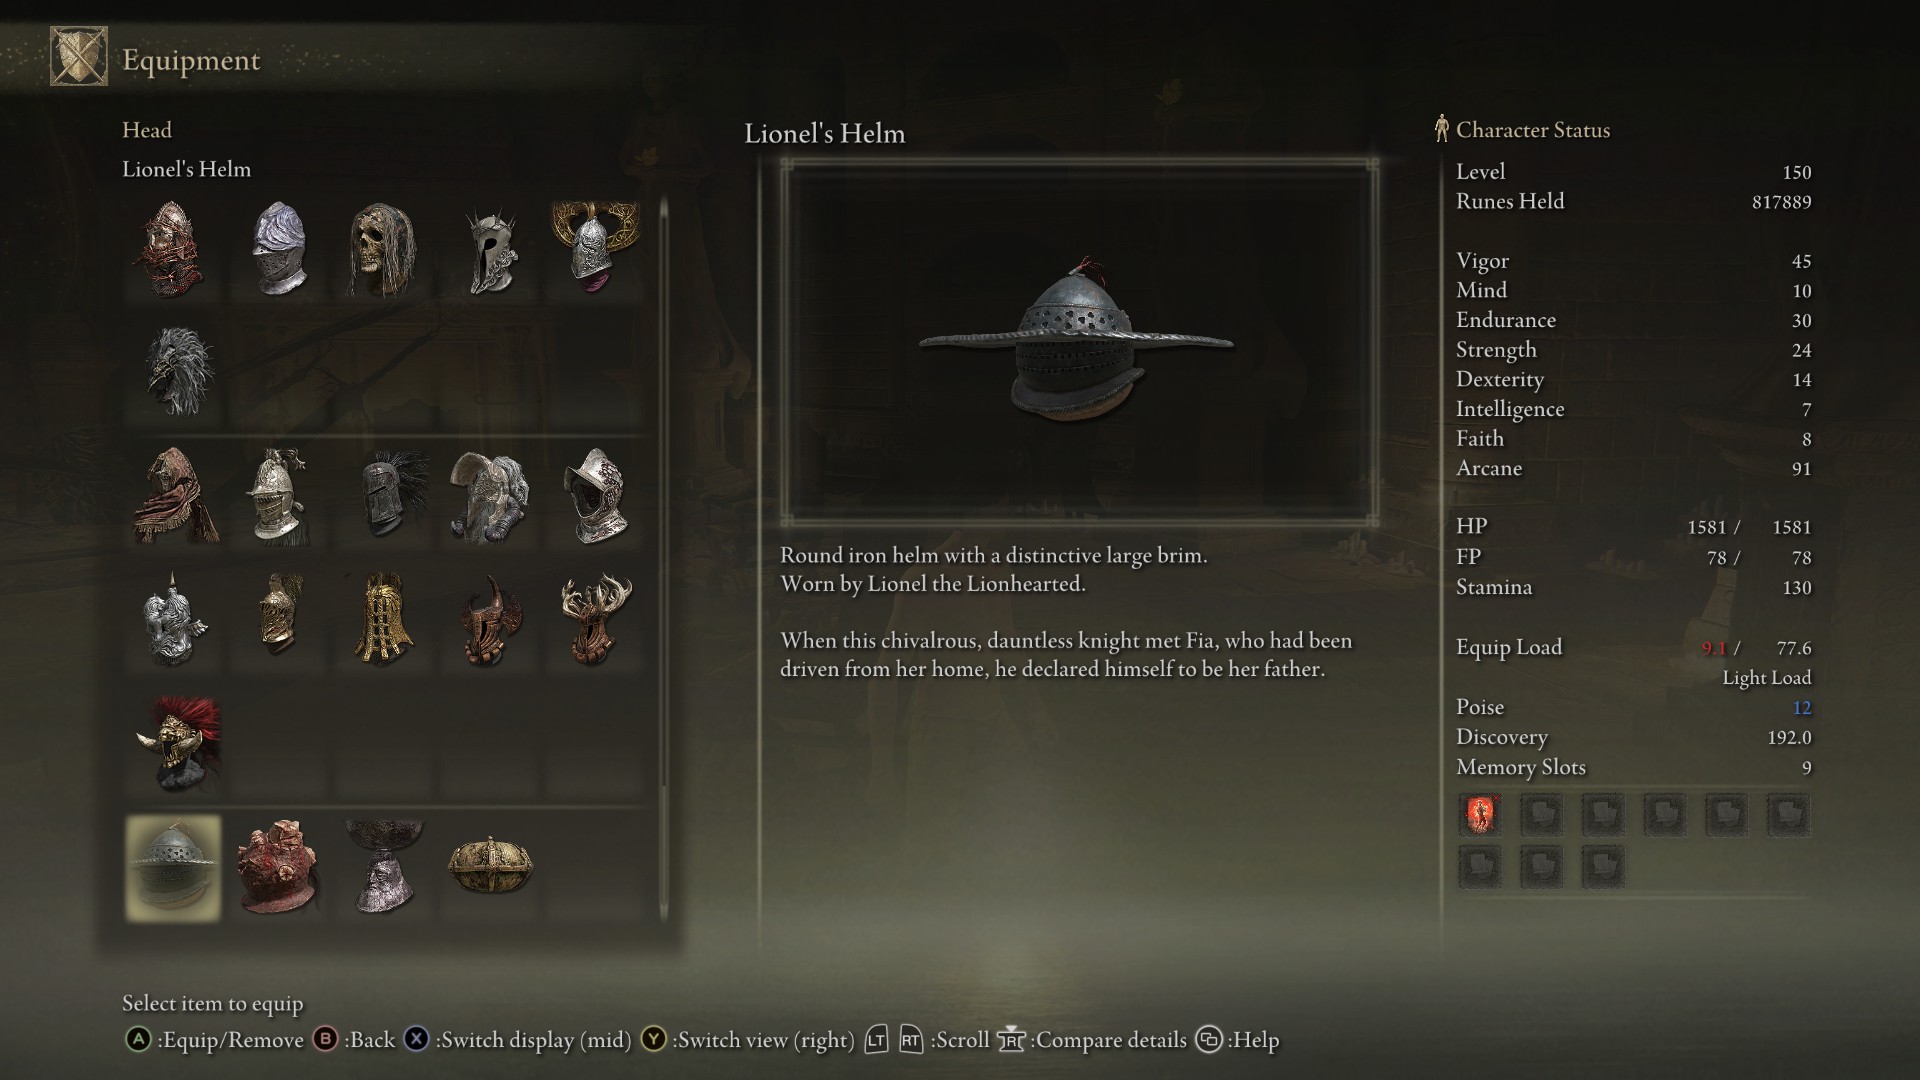 Equipment
Head
Lionel's Helm
Lionel's Helm
Round iron helm with a distinctive large brim.
Worn by Lionel the Lionhearted.
When this chivalrous, dauntless knight met Fia, who had been
driven from her home, he declared himself to be her father.
Character Status
Level 150
Runes Held 817889
Vigor 45
Mind 10
Endurance 30
Strength 24
Dexterity 14
Intelligence 7
Faith 8
Arcane 91
HP 1581 / 1581
FP 78 / 78
Stamina 130
Equip Load 9.1 / 77.6
Light Load
Poise 12
Discovery 192.0
Memory Slots 9
Select item to equip
A :Equip/Remove B :Back X :Switch display (mid) Y :Switch view (right) LT RT :Scroll R :Compare details :Help